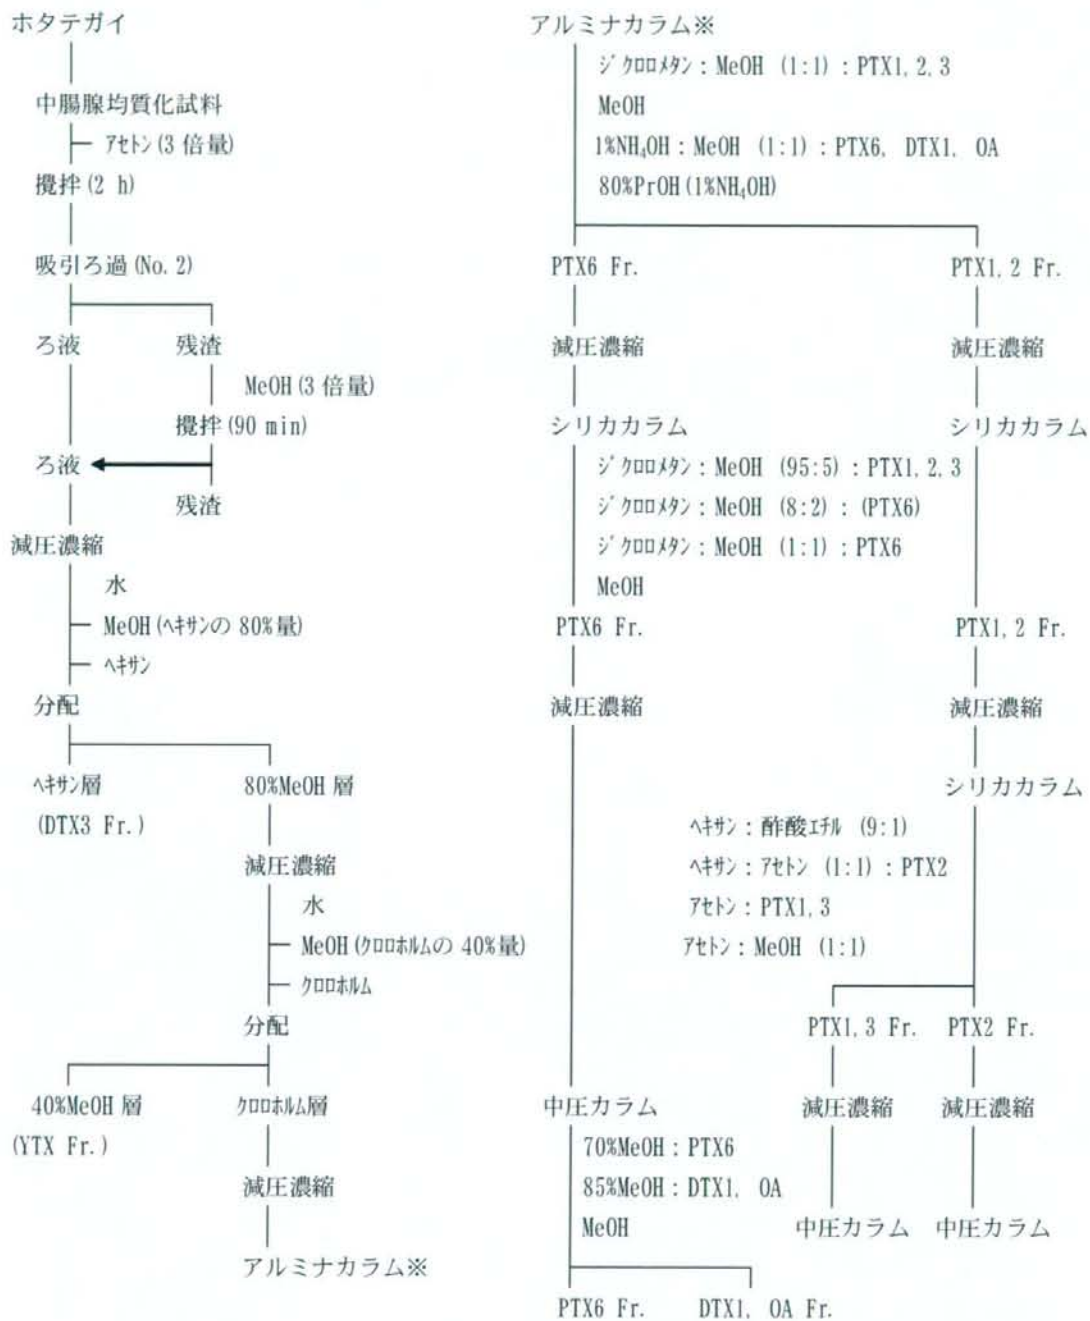 ホタテガイ
中腸腺均質化試料
アセトン(3 倍量)
攪拌(2 h)
吸引ろ過(No. 2)
ろ液
残渣
MeOH(3 倍量)
攪拌(90 min)
ろ液
残渣
減圧濃縮
水
MeOH(ヘキサンの 80%量)
ヘキサン
分配
ヘキサン層
(DTX3 Fr.)
80%MeOH 層
減圧濃縮
水
MeOH(クロロホルムの 40%量)
クロロホルム
分配
40%MeOH 層
(YTX Fr.)
クロロホルム層
減圧濃縮
アルミナカラム※
アルミナカラム※
ジクロロメタン : MeOH (1:1) : PTX1, 2, 3
MeOH
1%NH₄OH : MeOH (1:1) : PTX6, DTX1, OA
80%PrOH(1%NH₄OH)
PTX6 Fr.
PTX1, 2 Fr.
減圧濃縮
減圧濃縮
シリカカラム
シリカカラム
ジクロロメタン : MeOH (95:5) : PTX1, 2, 3
ジクロロメタン : MeOH (8:2) : (PTX6)
ジクロロメタン : MeOH (1:1) : PTX6
MeOH
PTX6 Fr.
PTX1, 2 Fr.
減圧濃縮
減圧濃縮
シリカカラム
ヘキサン : 酢酸エチル (9:1)
ヘキサン : アセトン (1:1) : PTX2
アセトン : PTX1, 3
アセトン : MeOH (1:1)
PTX1, 3 Fr.
PTX2 Fr.
中圧カラム
減圧濃縮
減圧濃縮
70%MeOH : PTX6
85%MeOH : DTX1, OA
MeOH
中圧カラム
中圧カラム
PTX6 Fr.
DTX1, OA Fr.